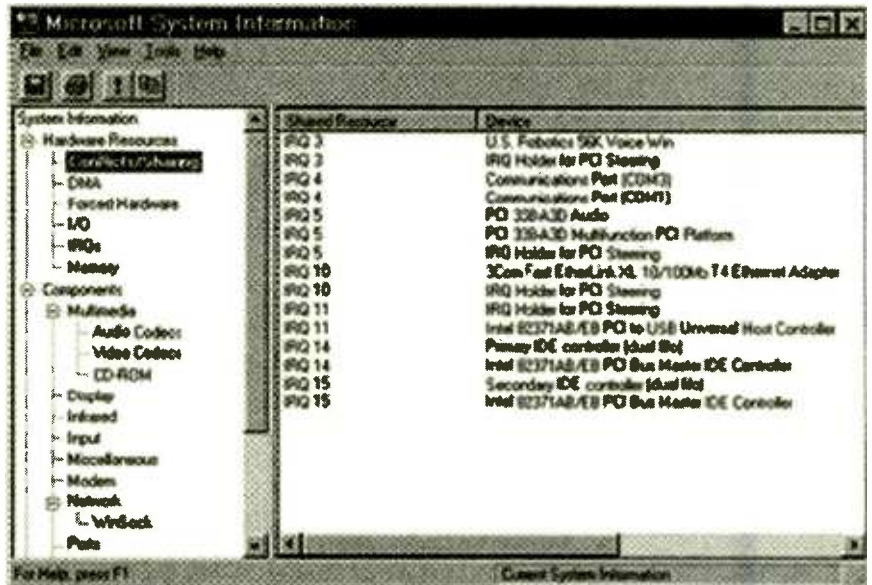 Microsoft System Information
File Edit View Tools Help
System Information
Hardware Resources
Conflicts/Sharing
DMA
Forced Hardware
I/O
IRQs
Memory
Components
Multimedia
Audio Codecs
Video Codecs
CD-ROM
Display
Infrared
Input
Miscellaneous
Modem
Network
WinSock
Ports
Shared Resource Device
IRQ 3 U.S. Robotics 56K Voice Win
IRQ 3 IRQ Holder for PCI Steering
IRQ 4 Communications Port (COM3)
IRQ 4 Communications Port (COM1)
IRQ 5 PCI 338-A3D Audio
IRQ 5 PCI 338-A3D Multifunction PCI Platform
IRQ 5 IRQ Holder for PCI Steering
IRQ 10 3Com Fast EtherLink XL 10/100Mb T4 Ethernet Adapter
IRQ 10 IRQ Holder for PCI Steering
IRQ 11 IRQ Holder for PCI Steering
IRQ 11 Intel 82371AB/EB PCI to USB Universal Host Controller
IRQ 14 Primary IDE controller (dual fifo)
IRQ 14 Intel 82371AB/EB PCI Bus Master IDE Controller
IRQ 15 Secondary IDE controller (dual fifo)
IRQ 15 Intel 82371AB/EB PCI Bus Master IDE Controller
For Help, press F1 Current System Information